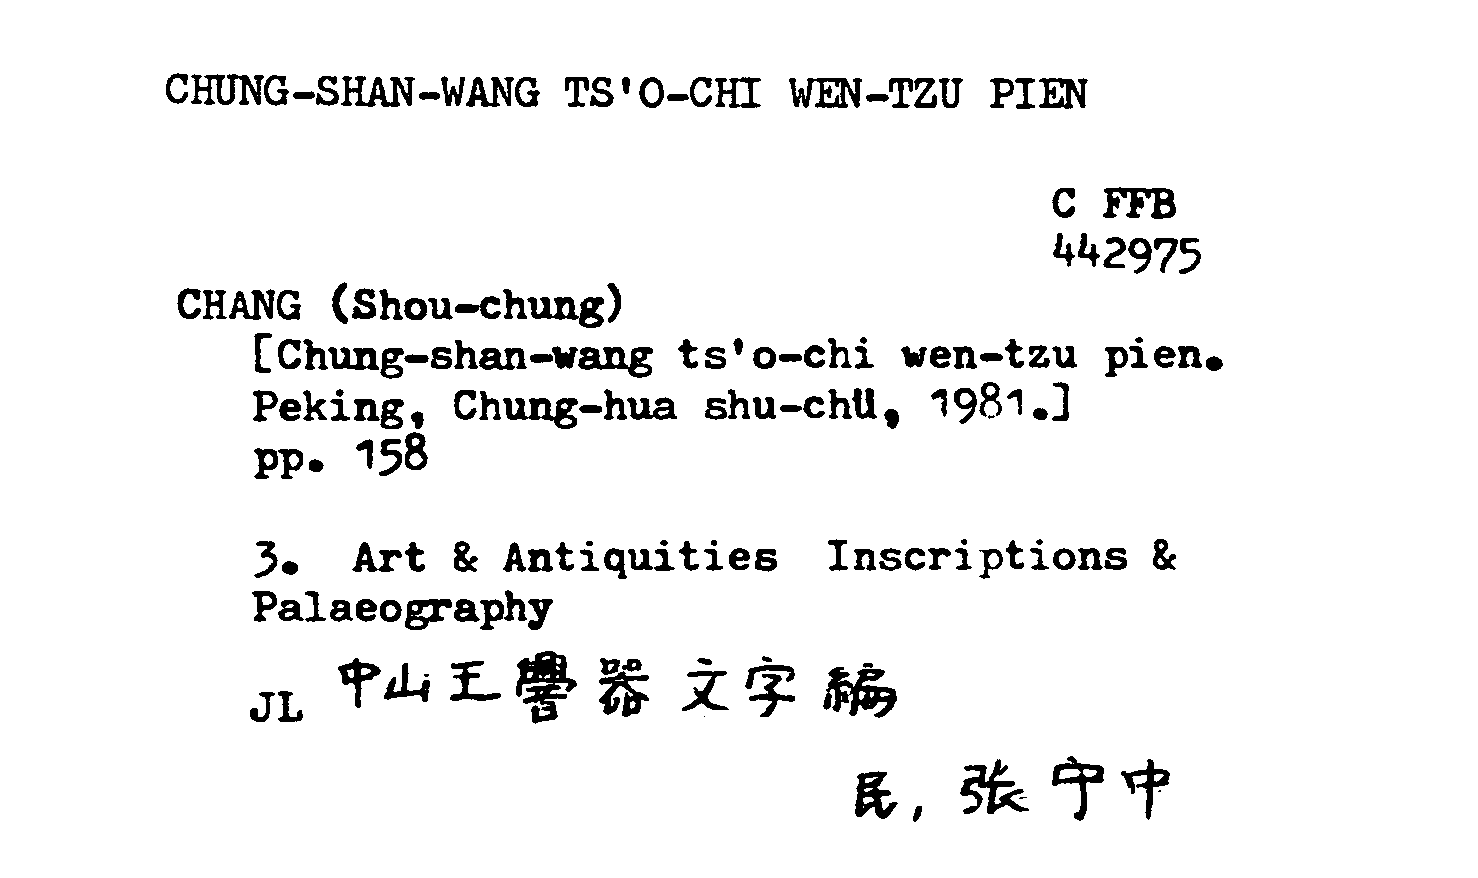 CHUNG-SHAN-WANG TS'O-CHI WEN-TZU PIEN
C FFB
442975
CHANG (Shou-chung)
[Chung-shan-wang ts'o-chi wen-tzu pien.
Peking, Chung-hua shu-chü, 1981.]
pp. 158
3. Art & Antiquities Inscriptions &
Palaeography
JL 中山王譽器文字編
民, 张守中